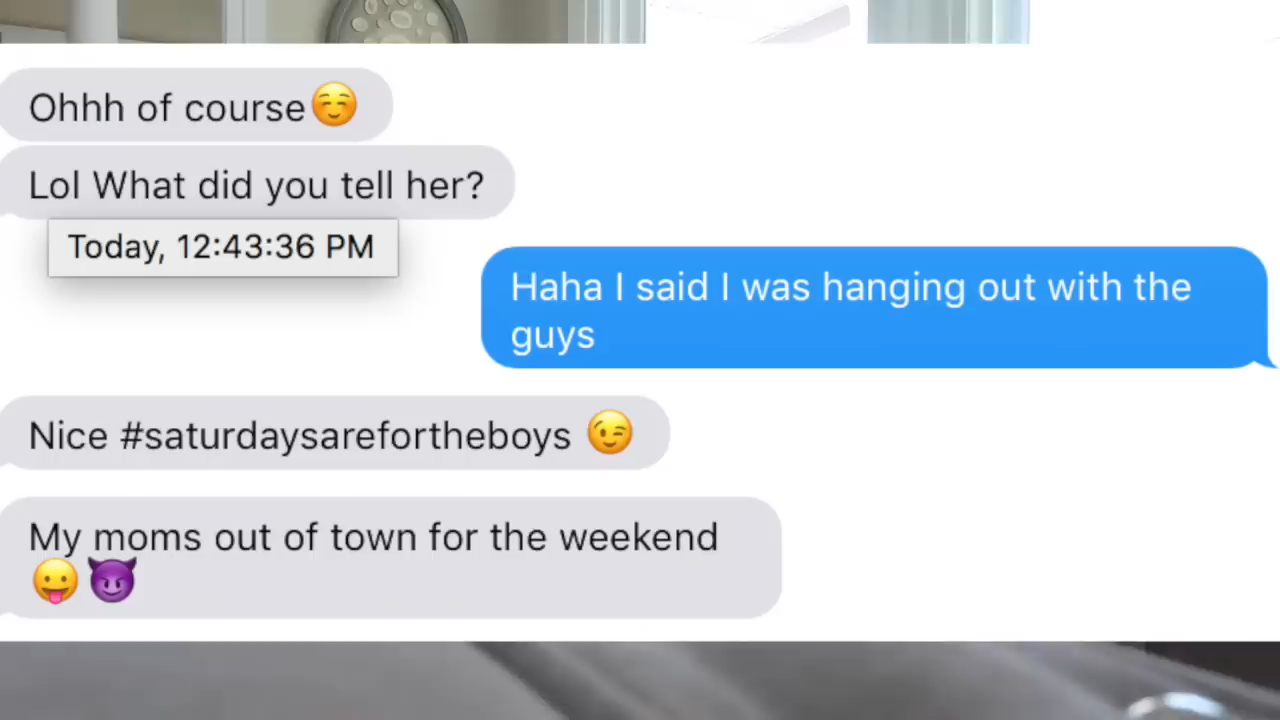 Ohhh of course☺️
Lol What did you tell her?
Today, 12:43:36 PM
Haha I said I was hanging out with the
guys
Nice #saturdaysarefortheboys 😉
My moms out of town for the weekend
😛😈